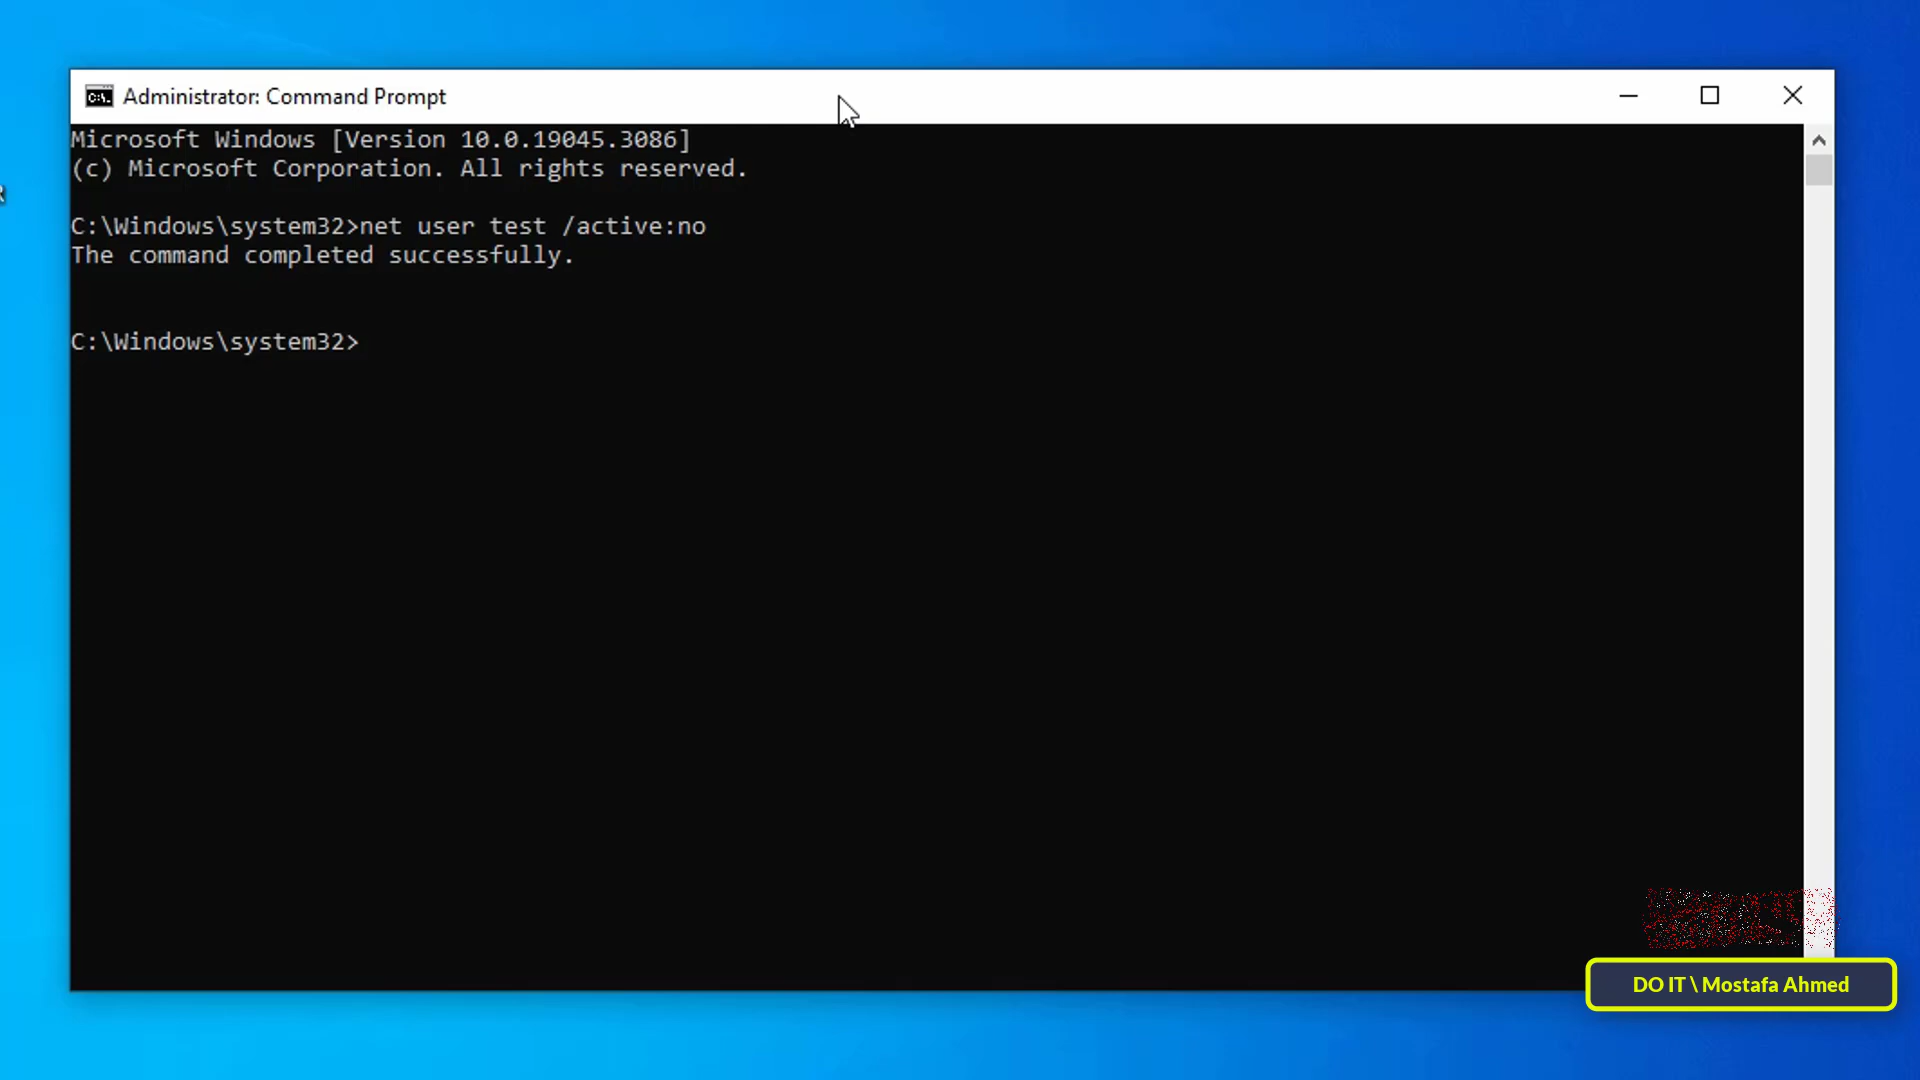 Administrator: Command Prompt
Microsoft Windows [Version 10.0.19045.3086]
(c) Microsoft Corporation. All rights reserved.
C:\Windows\system32>net user test /active:no
The command completed successfully.
C:\Windows\system32>
DO IT \ Mostafa Ahmed